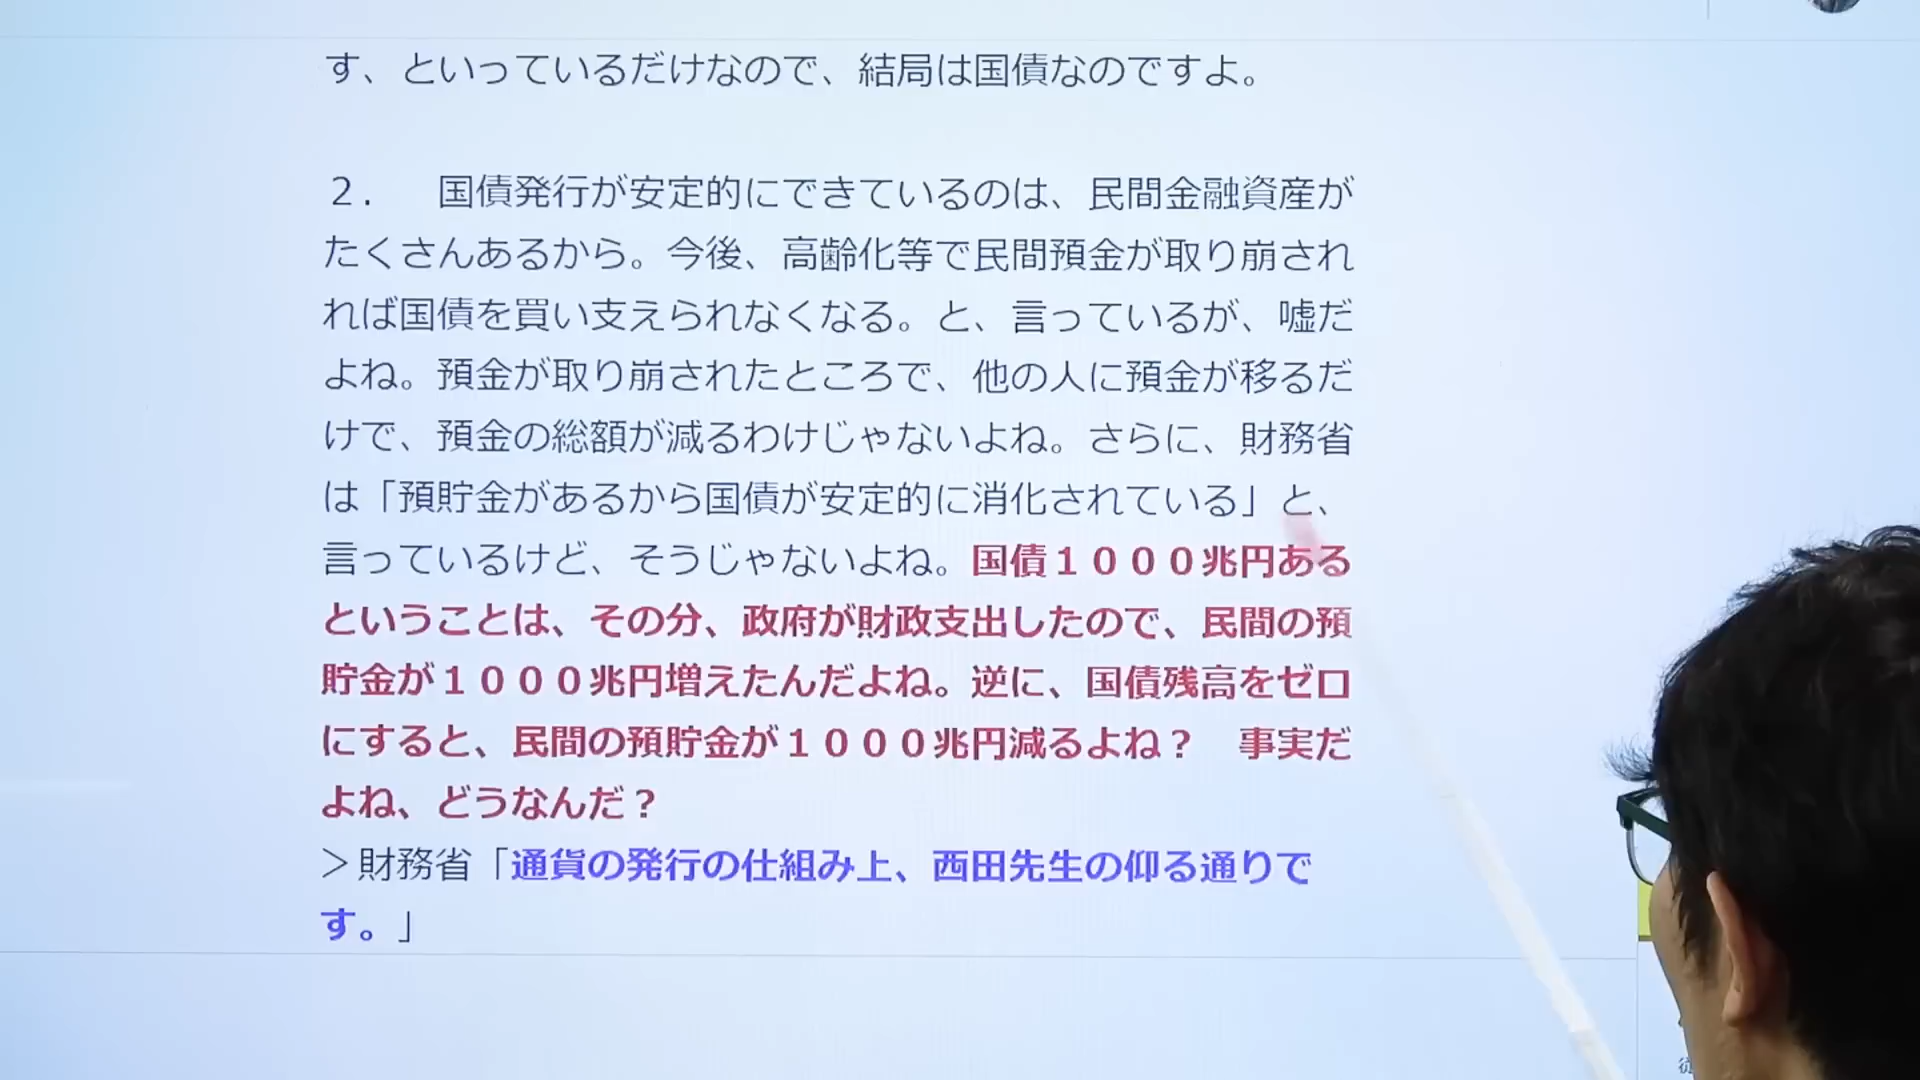 す、といっているだけなので、結局は国債なのですよ。
２．　国債発行が安定的にできているのは、民間金融資産が
たくさんあるから。今後、高齢化等で民間預金が取り崩され
れば国債を買い支えられなくなる。と、言っているが、嘘だ
よね。預金が取り崩されたところで、他の人に預金が移るだ
けで、預金の総額が減るわけじゃないよね。さらに、財務省
は「預貯金があるから国債が安定的に消化されている」と、
言っているけど、そうじゃないよね。国債１０００兆円ある
ということは、その分、政府が財政支出したので、民間の預
貯金が１０００兆円増えたんだよね。逆に、国債残高をゼロ
にすると、民間の預貯金が１０００兆円減るよね？　事実だ
よね、どうなんだ？
＞財務省「通貨の発行の仕組み上、西田先生の仰る通りで
す。」